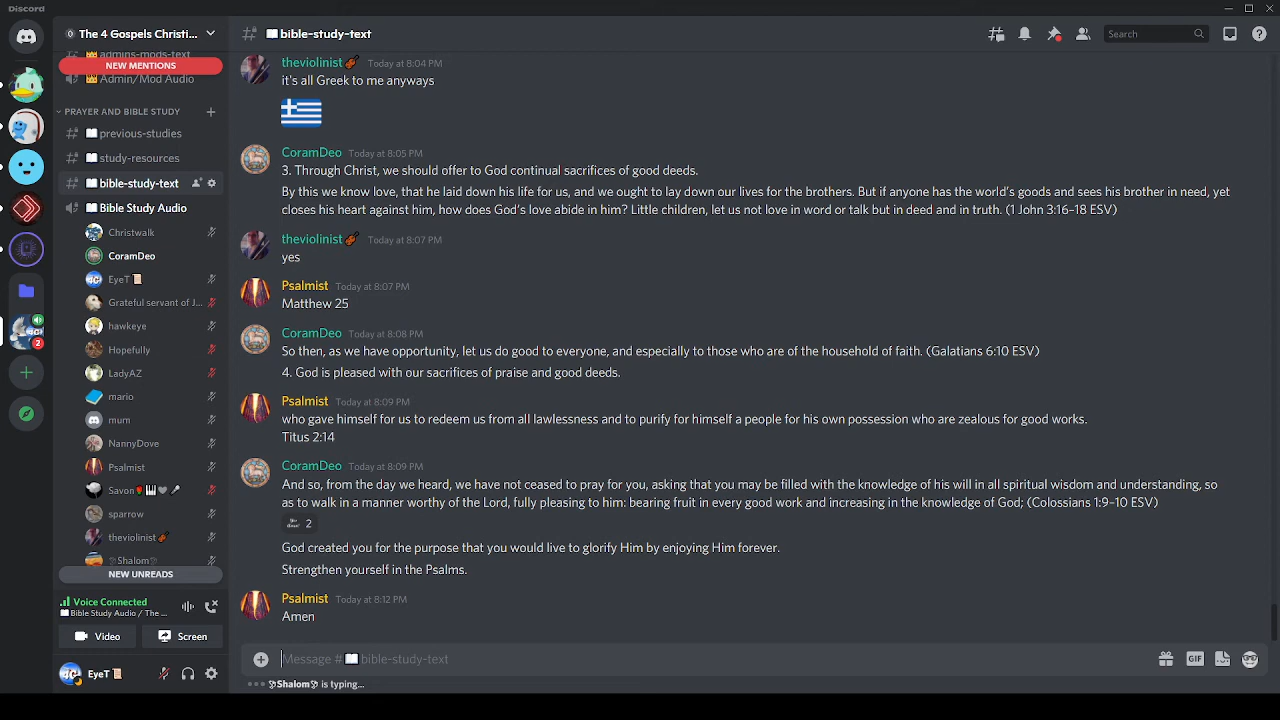 Discord
The 4 Gospels Christi...
bible-study-text
Search
admins-mods-text
NEW MENTIONS
Admin/Mod Audio
PRAYER AND BIBLE STUDY
previous-studies
study-resources
bible-study-text
Bible Study Audio
Christwalk
CoramDeo
EyeT
Grateful servant of J...
hawkeye
Hopefully
LadyAZ
mario
mum
NannyDove
Psalmist
Savon
sparrow
theviolinist
Shalom
NEW UNREADS
Voice Connected
Bible Study Audio / The ...
Video
Screen
EyeT
2
theviolinist Today at 8:04 PM
it's all Greek to me anyways
CoramDeo Today at 8:05 PM
3. Through Christ, we should offer to God continual sacrifices of good deeds.
By this we know love, that he laid down his life for us, and we ought to lay down our lives for the brothers. But if anyone has the world's goods and sees his brother in need, yet
closes his heart against him, how does God's love abide in him? Little children, let us not love in word or talk but in deed and in truth. (1 John 3:16–18 ESV)
theviolinist Today at 8:07 PM
yes
Psalmist Today at 8:07 PM
Matthew 25
CoramDeo Today at 8:08 PM
So then, as we have opportunity, let us do good to everyone, and especially to those who are of the household of faith. (Galatians 6:10 ESV)
4. God is pleased with our sacrifices of praise and good deeds.
Psalmist Today at 8:09 PM
who gave himself for us to redeem us from all lawlessness and to purify for himself a people for his own possession who are zealous for good works.
Titus 2:14
CoramDeo Today at 8:09 PM
And so, from the day we heard, we have not ceased to pray for you, asking that you may be filled with the knowledge of his will in all spiritual wisdom and understanding, so
as to walk in a manner worthy of the Lord, fully pleasing to him: bearing fruit in every good work and increasing in the knowledge of God; (Colossians 1:9–10 ESV)
2
God created you for the purpose that you would live to glorify Him by enjoying Him forever.
Strengthen yourself in the Psalms.
Psalmist Today at 8:12 PM
Amen
Message # bible-study-text
GIF
Shalom is typing...